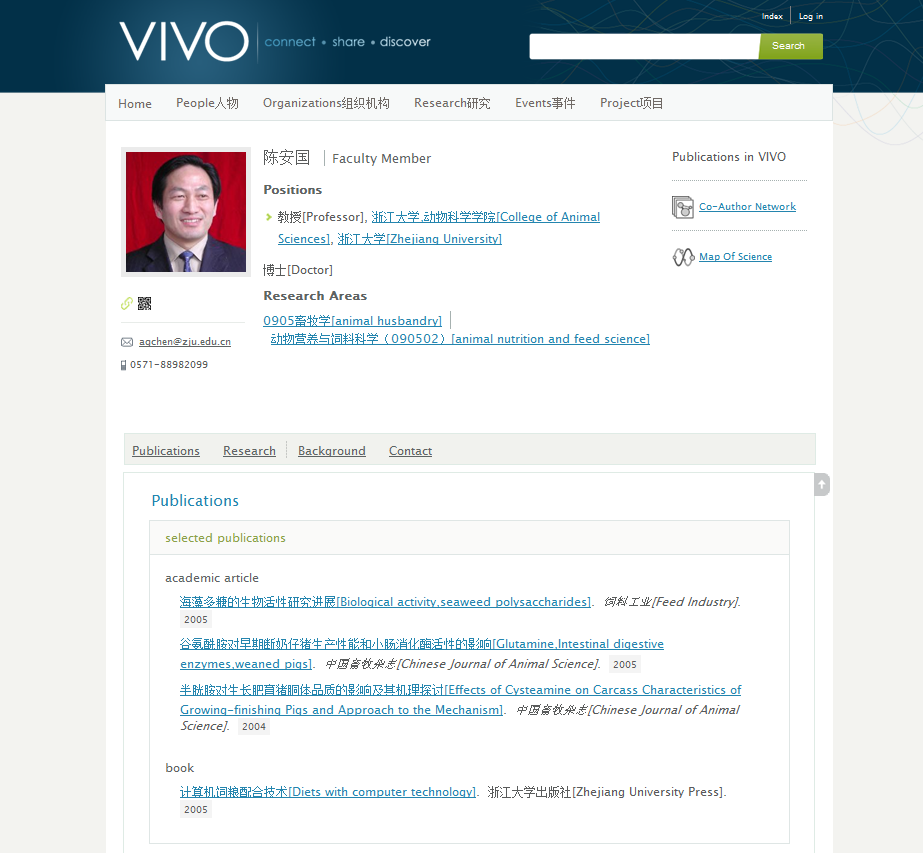 Index
Log in
VIVO connect • share • discover
Search
Home
People人物
Organizations组织机构
Research研究
Events事件
Project项目
陈安国 | Faculty Member
Positions
教授[Professor], 浙江大学.动物科学学院[College of Animal
Sciences], 浙江大学[Zhejiang University]
博士[Doctor]
Research Areas
0905畜牧学[animal husbandry]
动物营养与饲料科学（090502）[animal nutrition and feed science]
aqchen@zju.edu.cn
0571-88982099
Publications in VIVO
Co-Author Network
Map Of Science
Publications
Research
Background
Contact
Publications
selected publications
academic article
海藻多糖的生物活性研究进展[Biological activity,seaweed polysaccharides]. 饲料工业[Feed Industry].
2005
谷氨酰胺对早期断奶仔猪生产性能和小肠消化酶活性的影响[Glutamine,Intestinal digestive
enzymes,weaned pigs]. 中国畜牧杂志[Chinese Journal of Animal Science]. 2005
半胱胺对生长肥育猪胴体品质的影响及其机理探讨[Effects of Cysteamine on Carcass Characteristics of
Growing-finishing Pigs and Approach to the Mechanism]. 中国畜牧杂志[Chinese Journal of Animal
Science]. 2004
book
计算机饲粮配合技术[Diets with computer technology]. 浙江大学出版社[Zhejiang University Press].
2005